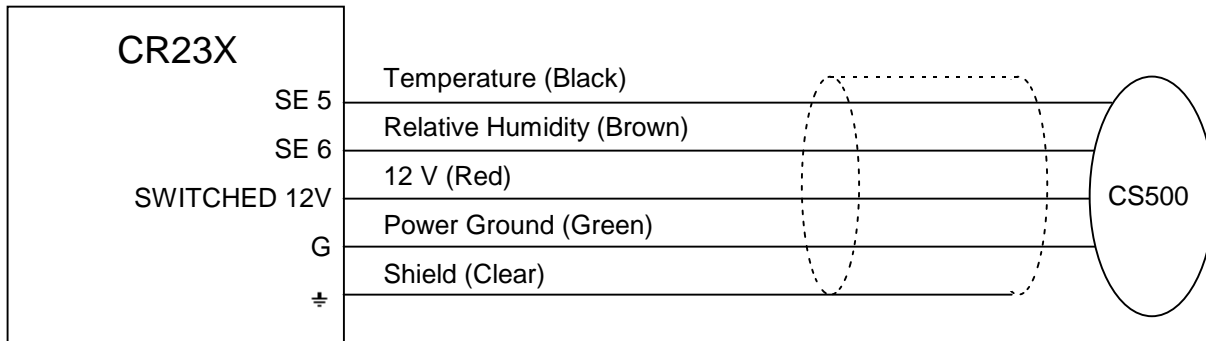 CR23X
Temperature (Black)
SE 5
Relative Humidity (Brown)
SE 6
12 V (Red)
SWITCHED 12V
CS500
Power Ground (Green)
G
Shield (Clear)